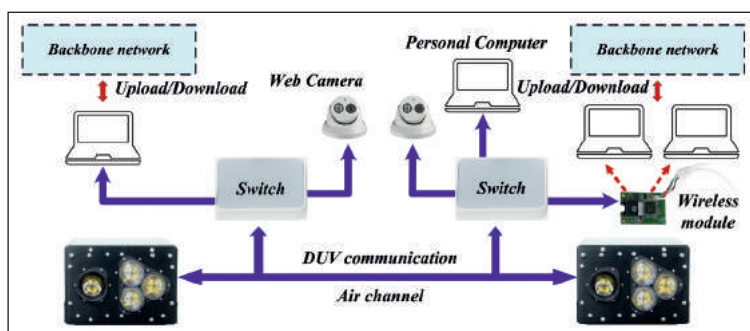 Backbone network
Upload/Download
Web Camera
Switch
Personal Computer
Backbone network
Upload/Download
Switch
Wireless
module
DUV communication
Air channel